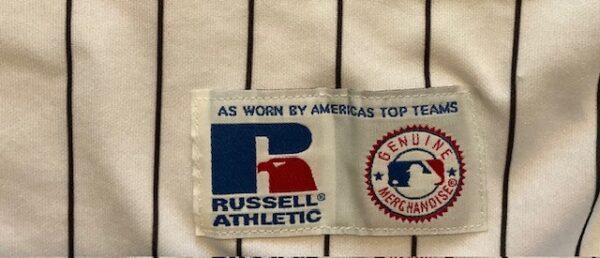 AS WORN BY AMERICAS TOP TEAMS
R
RUSSELL
ATHLETIC
GENUINE
MERCHANDISE®